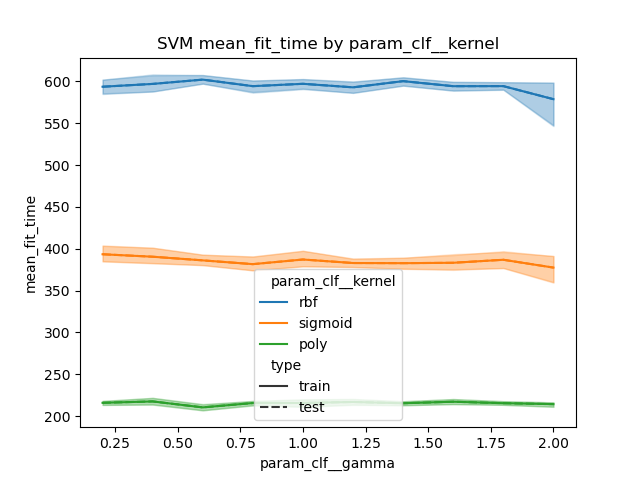 SVM mean_fit_time by param_clf__kernel
600
550
500
450
400
350
300
250
200
mean_fit_time
param_clf__kernel
rbf
sigmoid
poly
type
train
test
0.25 0.50 0.75 1.00 1.25 1.50 1.75 2.00
param_clf__gamma